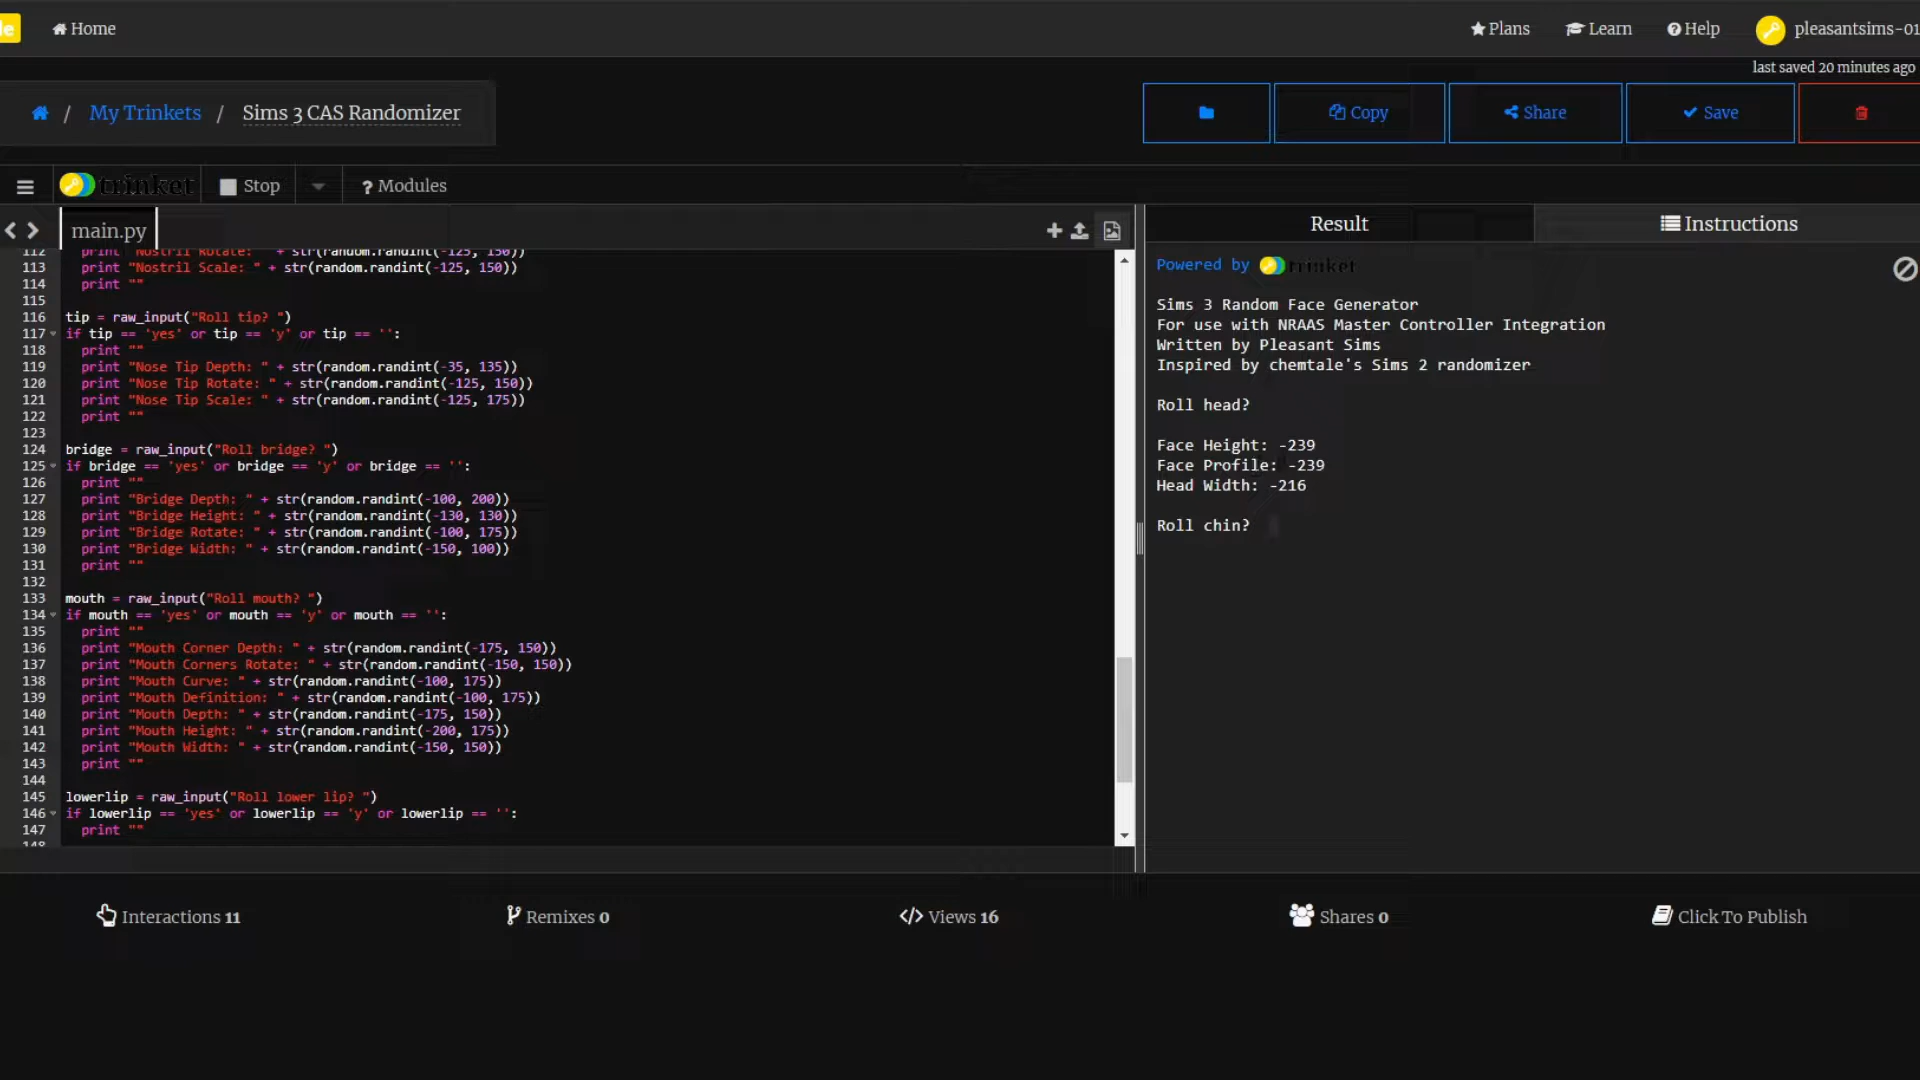 le
Home
Plans
Learn
Help
pleasantsims-01
last saved 20 minutes ago
/ My Trinkets / Sims 3 CAS Randomizer
Copy
Share
Save
trinket
Stop
? Modules
main.py
Result
Instructions
112 print "Nostril Rotate: " + str(random.randint(-125, 150))
113 print "Nostril Scale: " + str(random.randint(-125, 150))
114 print ""
115
116 tip = raw_input("Roll tip? ")
117 if tip == 'yes' or tip == 'y' or tip == '':
118 print ""
119 print "Nose Tip Depth: " + str(random.randint(-35, 135))
120 print "Nose Tip Rotate: " + str(random.randint(-125, 150))
121 print "Nose Tip Scale: " + str(random.randint(-125, 175))
122 print ""
123
124 bridge = raw_input("Roll bridge? ")
125 if bridge == 'yes' or bridge == 'y' or bridge == '':
126 print ""
127 print "Bridge Depth: " + str(random.randint(-100, 200))
128 print "Bridge Height: " + str(random.randint(-130, 130))
129 print "Bridge Rotate: " + str(random.randint(-100, 175))
130 print "Bridge Width: " + str(random.randint(-150, 100))
131 print ""
132
133 mouth = raw_input("Roll mouth? ")
134 if mouth == 'yes' or mouth == 'y' or mouth == '':
135 print ""
136 print "Mouth Corner Depth: " + str(random.randint(-175, 150))
137 print "Mouth Corners Rotate: " + str(random.randint(-150, 150))
138 print "Mouth Curve: " + str(random.randint(-100, 175))
139 print "Mouth Definition: " + str(random.randint(-100, 175))
140 print "Mouth Depth: " + str(random.randint(-175, 150))
141 print "Mouth Height: " + str(random.randint(-200, 175))
142 print "Mouth Width: " + str(random.randint(-150, 150))
143 print ""
144
145 lowerlip = raw_input("Roll lower lip? ")
146 if lowerlip == 'yes' or lowerlip == 'y' or lowerlip == '':
147 print ""
148
Powered by trinket
Sims 3 Random Face Generator
For use with NRAAS Master Controller Integration
Written by Pleasant Sims
Inspired by chemtale's Sims 2 randomizer
Roll head?
Face Height: -239
Face Profile: -239
Head Width: -216
Roll chin?
Interactions 11
Remixes 0
Views 16
Shares 0
Click To Publish